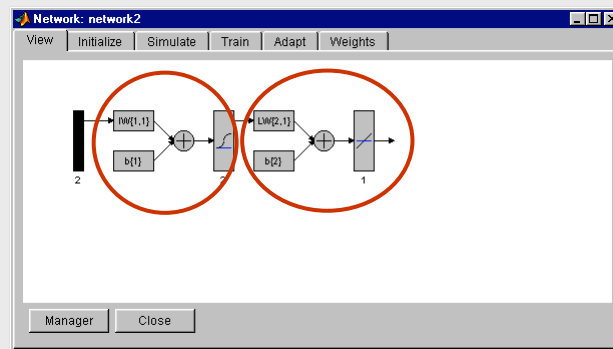 Network: network2
View Initialize Simulate Train Adapt Weights
IW{1,1} LW{2,1}
b{1} b{2}
2 2 1
Manager Close